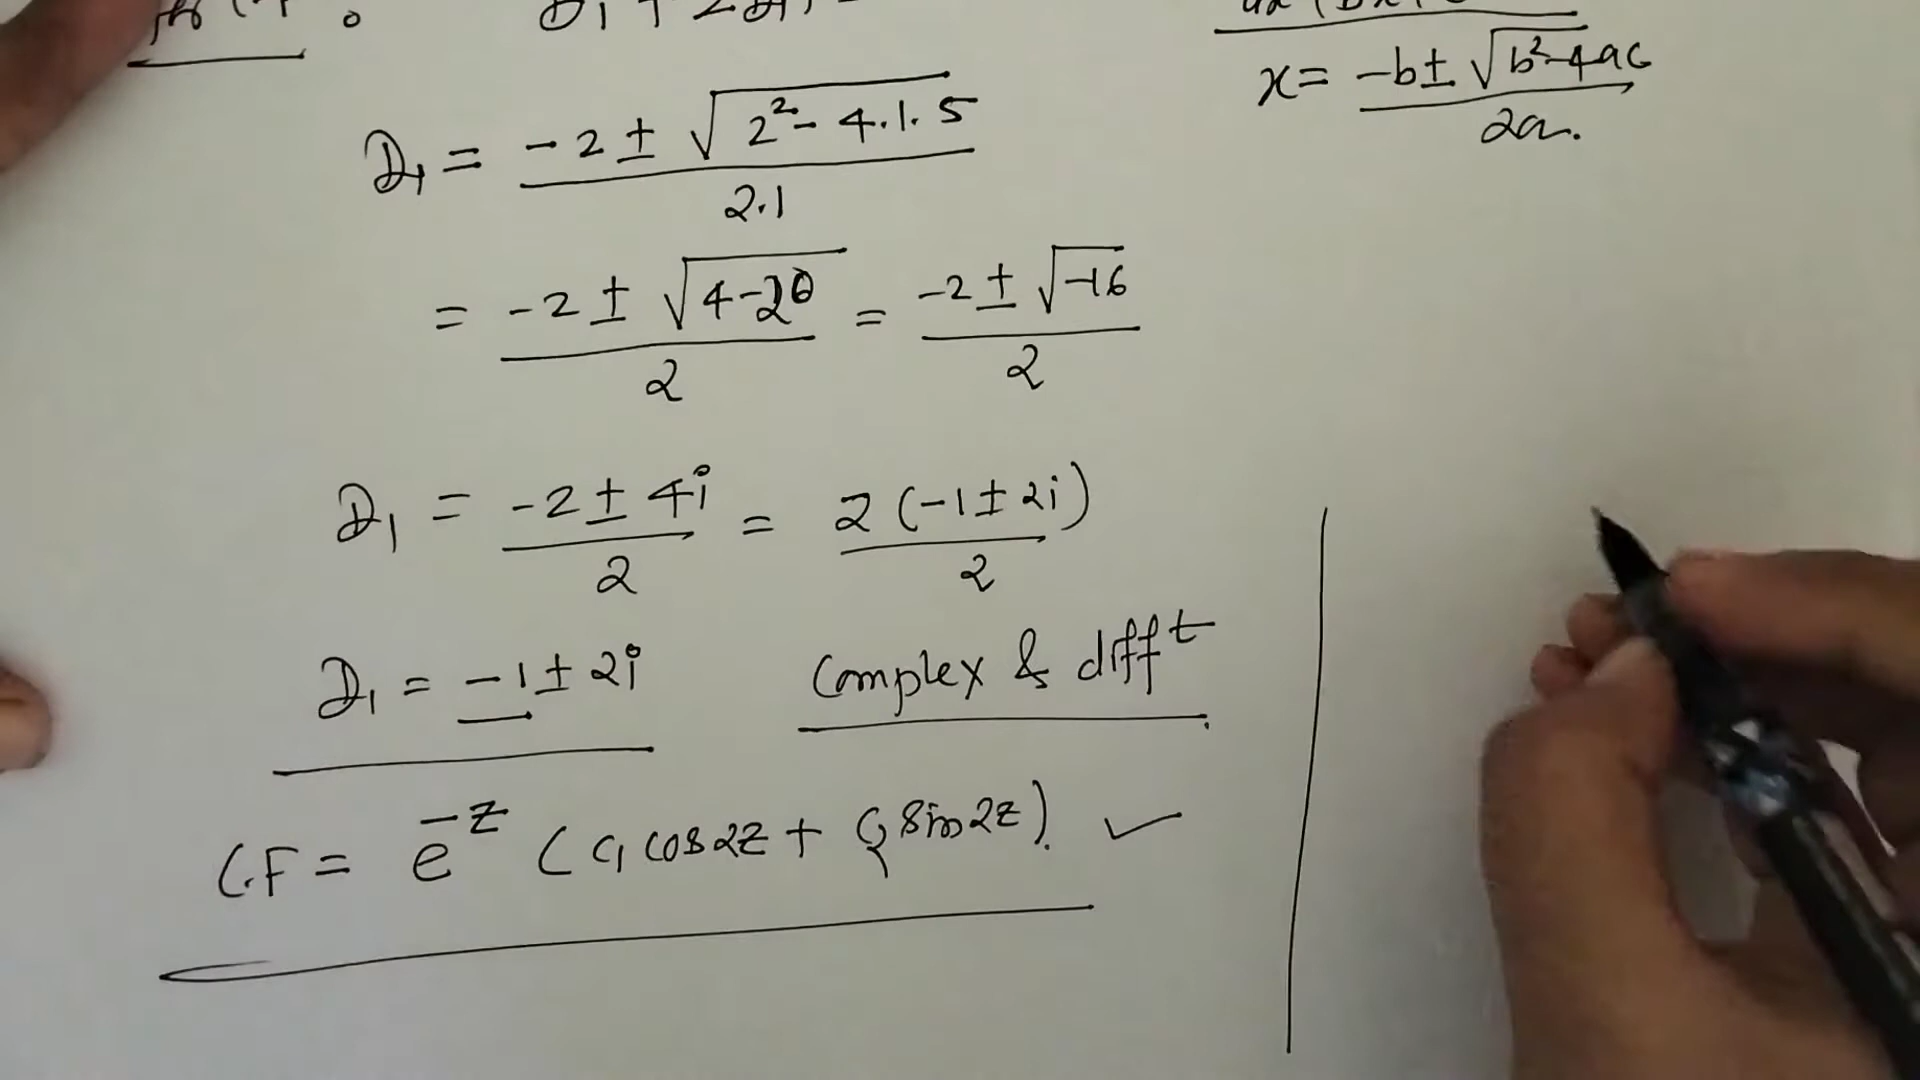 x = -b ± √b²-4ac / 2a.
D₁ = -2 ± √2²-4.1.5 / 2.1
= -2 ± √4-20 / 2 = -2 ± √-16 / 2
D₁ = -2 ± 4i / 2 = 2(-1 ± 2i) / 2
D₁ = -1 ± 2i complex & diffᵗ
C.F = e^-z (C₁ cos2z + C₂ sin2z).